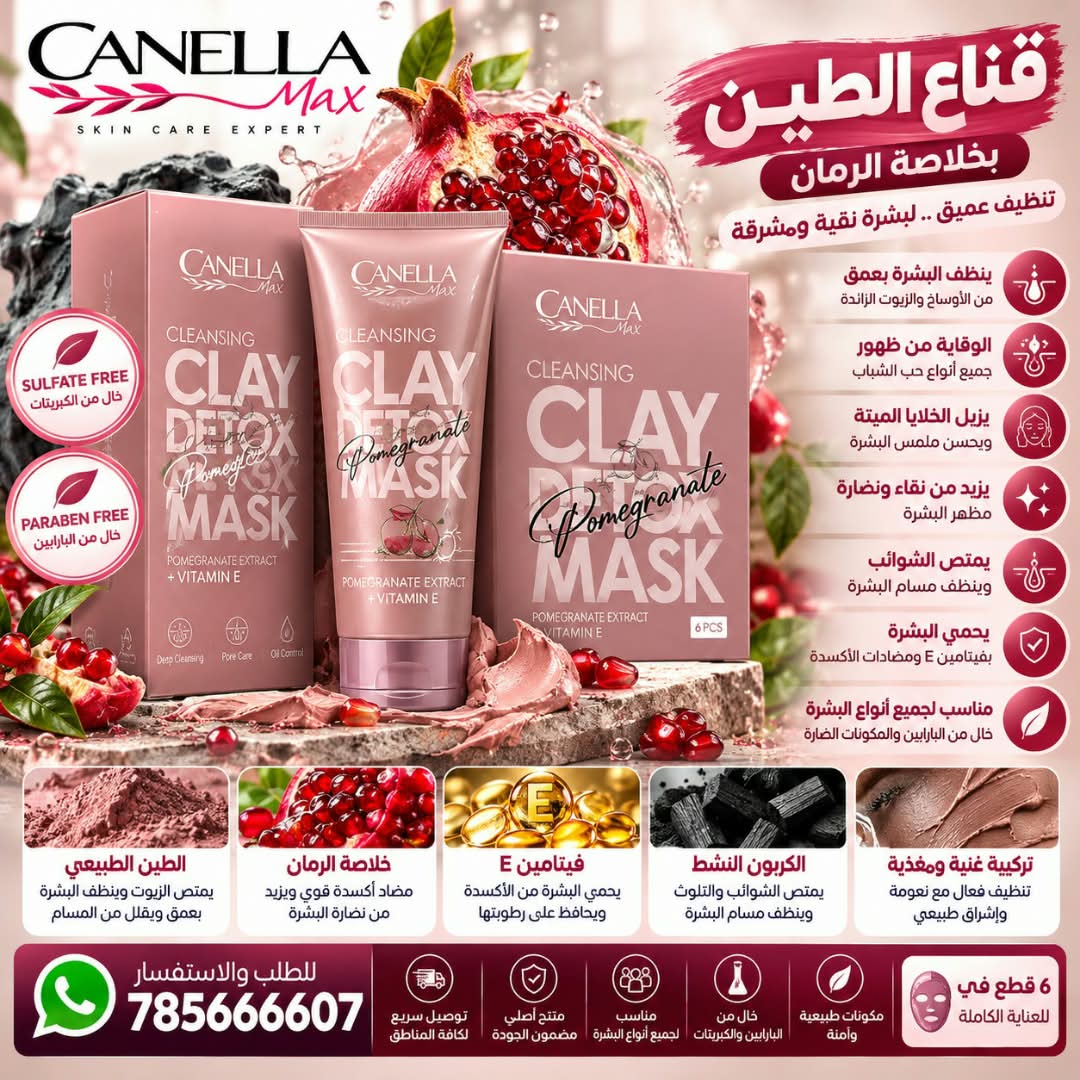 CANELLA
Max
SKIN CARE EXPERT
قناع الطين
بخلاصة الرمان
تنظيف عميق .. لبشرة نقية ومشرقة
ينظف البشرة بعمق
من الأوساخ والزيوت الزائدة
الوقاية من ظهور
جميع أنواع حب الشباب
يزيل الخلايا الميتة
ويحسن ملمس البشرة
يزيد من نقاء ونضارة
مظهر البشرة
يمتص الشوائب
وينظف مسام البشرة
يحمي البشرة
بفيتامين E ومضادات الأكسدة
مناسب لجميع أنواع البشرة
خال من البارابين والمكونات الضارة
SULFATE FREE
خال من الكبريتات
PARABEN FREE
خال من البارابين
CANELLA
Max
CLEANSING
CLAY
DETOX
MASK
POMEGRANATE EXTRACT
+ VITAMIN E
Deep Cleansing
Pore Care
Oil Control
CANELLA
Max
CLEANSING
CLAY
DETOX
Pomegranate
MASK
POMEGRANATE EXTRACT
+ VITAMIN E
CANELLA
Max
CLEANSING
CLAY
DETOX
Pomegranate
MASK
POMEGRANATE EXTRACT
VITAMIN E
6 PCS
تركيبة غنية ومغذية
تنظيف فعال مع نعومة
وإشراق طبيعي
الكربون النشط
يمتص الشوائب والتلوث
وينظف مسام البشرة
فيتامين E
يحمي البشرة من الأكسدة
ويحافظ على رطوبتها
خلاصة الرمان
مضاد أكسدة قوي ويزيد
من نضارة البشرة
الطين الطبيعي
يمتص الزيوت وينظف البشرة
بعمق ويقلل من المسام
6 قطع في
للعناية الكاملة
مكونات طبيعية
وآمنة
خال من
البارابين والكبريتات
مناسب
لجميع أنواع البشرة
منتج أصلي
مضمون الجودة
توصيل سريع
لكافة المناطق
للطلب والاستفسار
785666607